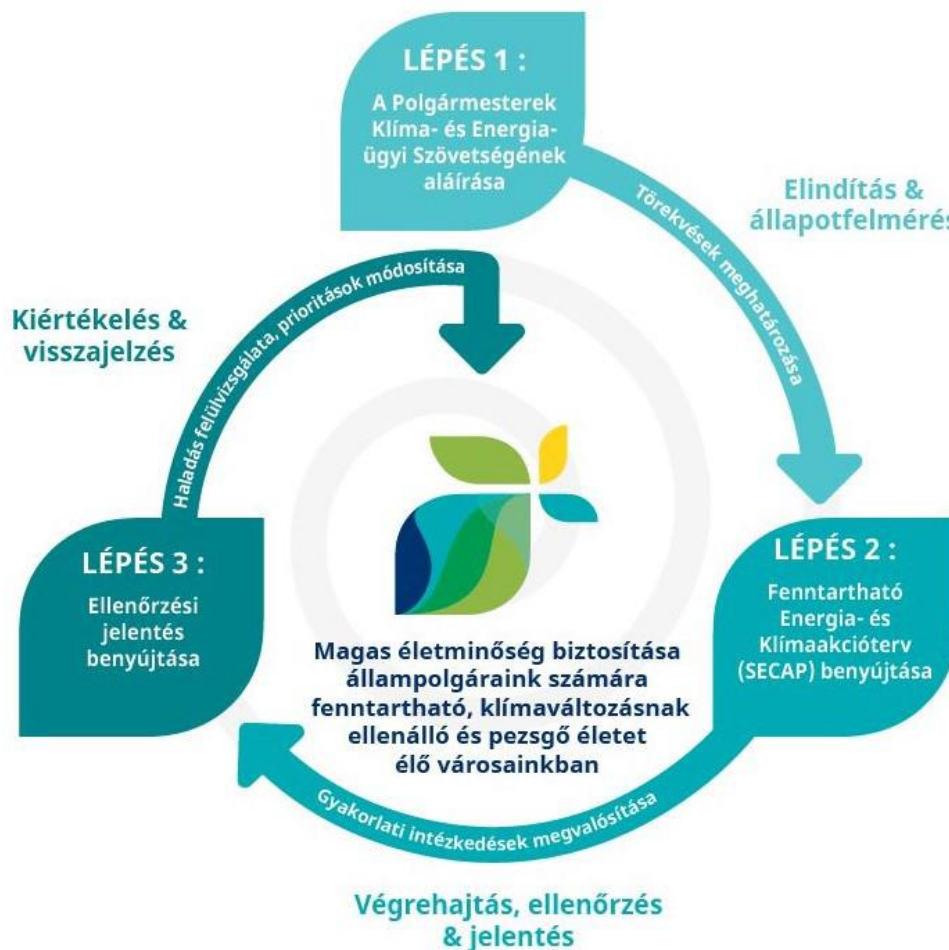 LÉPÉS 1 :
A Polgármesterek
Klíma- és Energia-
ügyi Szövetségének
aláírása
Törekvések meghatározása
Elindítás &
állapotfelmérés
LÉPÉS 2 :
Fenntartható
Energia- és
Klímaakcióterv
(SECAP) benyújtása
Gyakorlati intézkedések megvalósítása
Végrehajtás, ellenőrzés
& jelentés
LÉPÉS 3 :
Ellenőrzési
jelentés
benyújtása
Haladás felülvizsgálata, prioritások módosítása
Kiértékelés &
visszajelzés
Magas életminőség biztosítása
állampolgáraink számára
fenntartható, klímaváltozásnak
ellenálló és pezsgő életet
élő városainkban